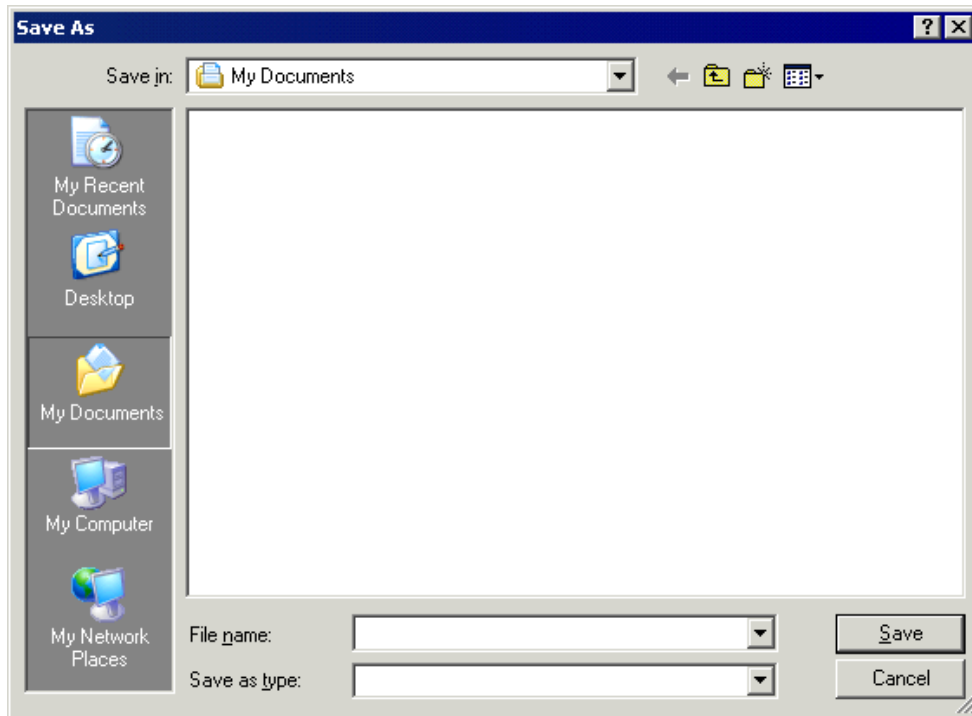 Save As
Save in: My Documents
My Recent
Documents
Desktop
My Documents
My Computer
My Network
Places
File name:
Save
Save as type:
Cancel